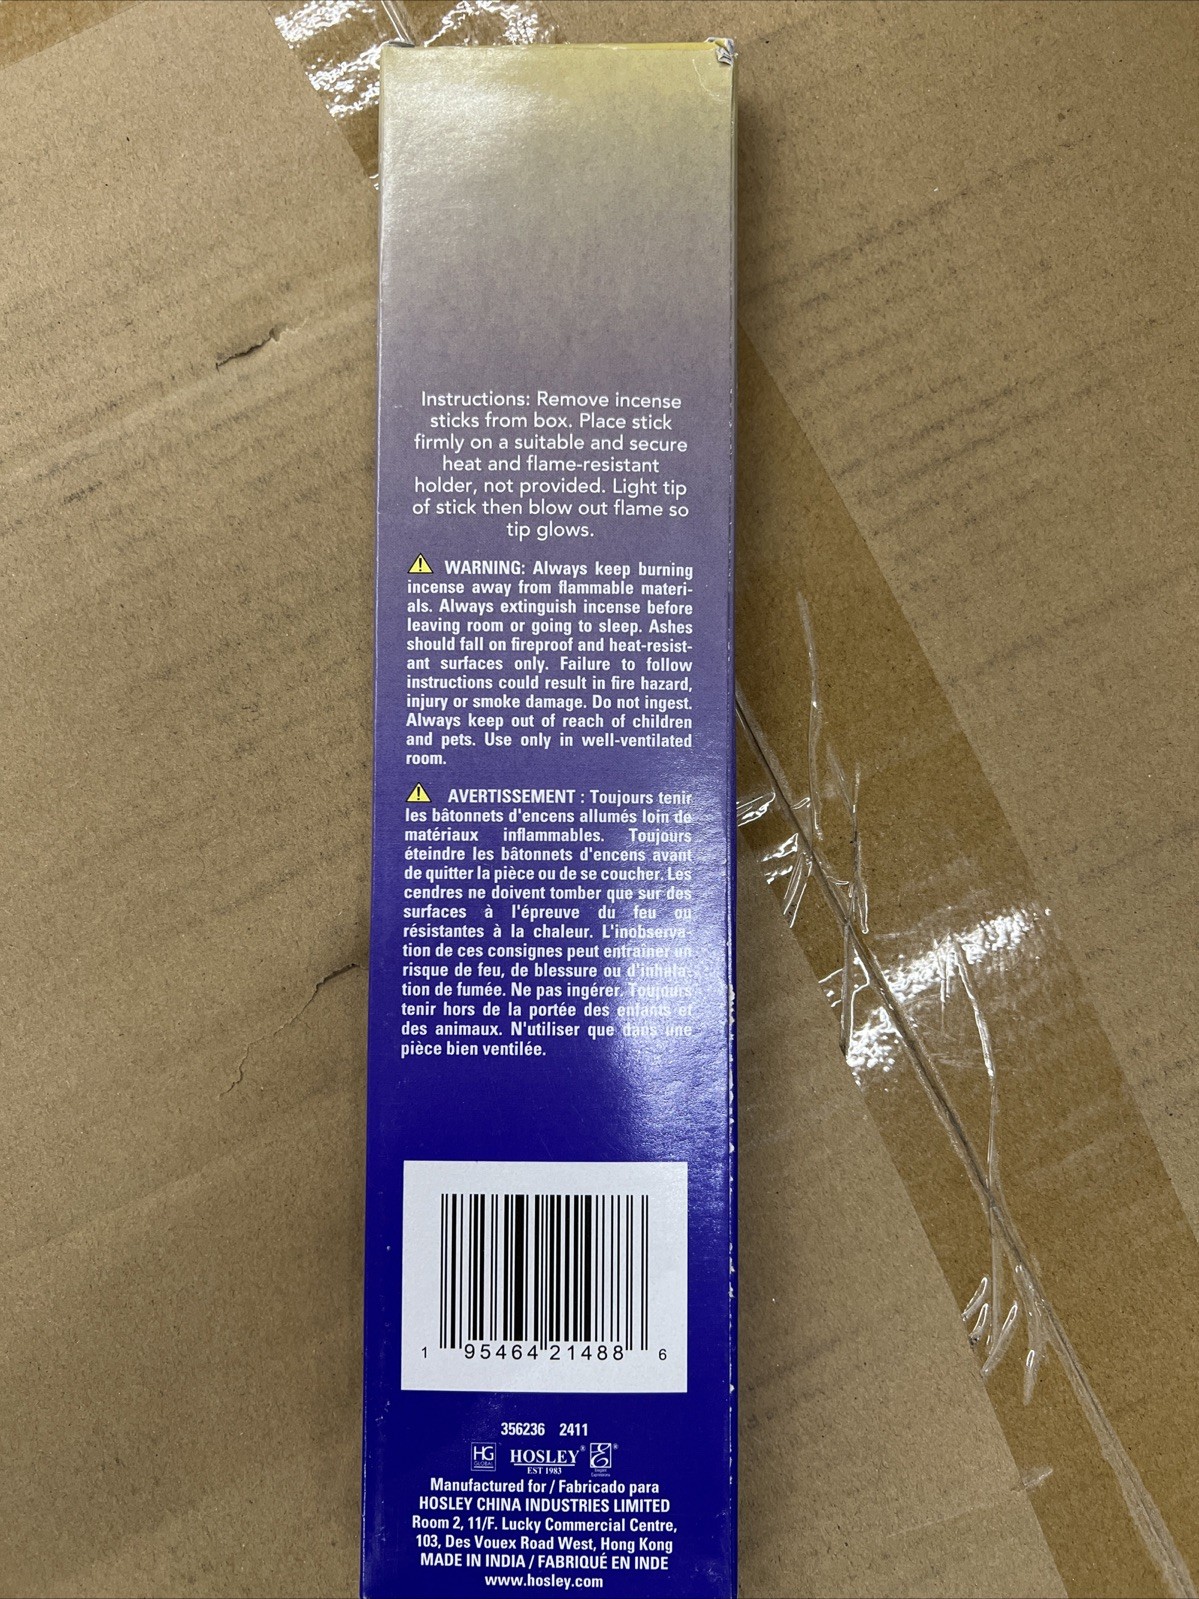 Instructions: Remove incense
sticks from box. Place stick
firmly on a suitable and secure
heat and flame-resistant
holder, not provided. Light tip
of stick then blow out flame so
tip glows.
WARNING: Always keep burning
incense away from flammable materi-
als. Always extinguish incense before
leaving room or going to sleep. Ashes
should fall on fireproof and heat-resist-
ant surfaces only. Failure to follow
instructions could result in fire hazard,
injury or smoke damage. Do not ingest.
Always keep out of reach of children
and pets. Use only in well-ventilated
room.
AVERTISSEMENT : Toujours tenir
les bâtonnets d'encens allumés loin de
matériaux inflammables. Toujours
éteindre les bâtonnets d'encens avant
de quitter la pièce ou de se coucher. Les
cendres ne doivent tomber que sur des
surfaces à l'épreuve du feu ou
résistantes à la chaleur. L'inobserva-
tion de ces consignes peut entraîner un
risque de feu, de blessure ou d'inhala-
tion de fumée. Ne pas ingérer. Toujours
tenir hors de la portée des enfants et
des animaux. N'utiliser que dans une
pièce bien ventilée.
1 95464 21488 6
356236 2411
HG GLOBAL HOSLEY® ®
EST 1983
Manufactured for / Fabricado para
HOSLEY CHINA INDUSTRIES LIMITED
Room 2, 11/F. Lucky Commercial Centre,
103, Des Vouex Road West, Hong Kong
MADE IN INDIA / FABRIQUÉ EN INDE
www.hosley.com